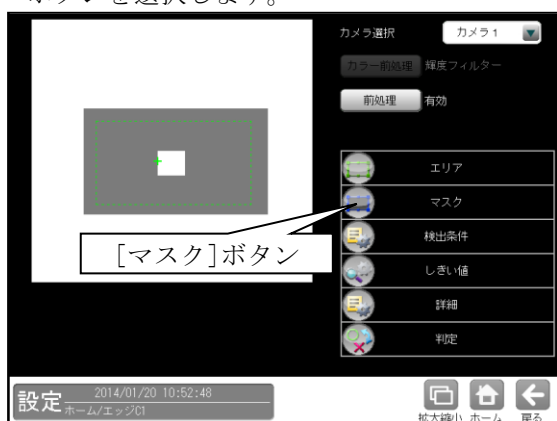 ボタンを選択します。
カメラ選択 カメラ1
カラー前処理 輝度フィルター
前処理 有効
エリア
マスク
[マスク]ボタン
検出条件
しきい値
詳細
判定
設定 2014/01/20 10:52:48
ホーム/エッジC1
拡大縮小 ホーム 戻る